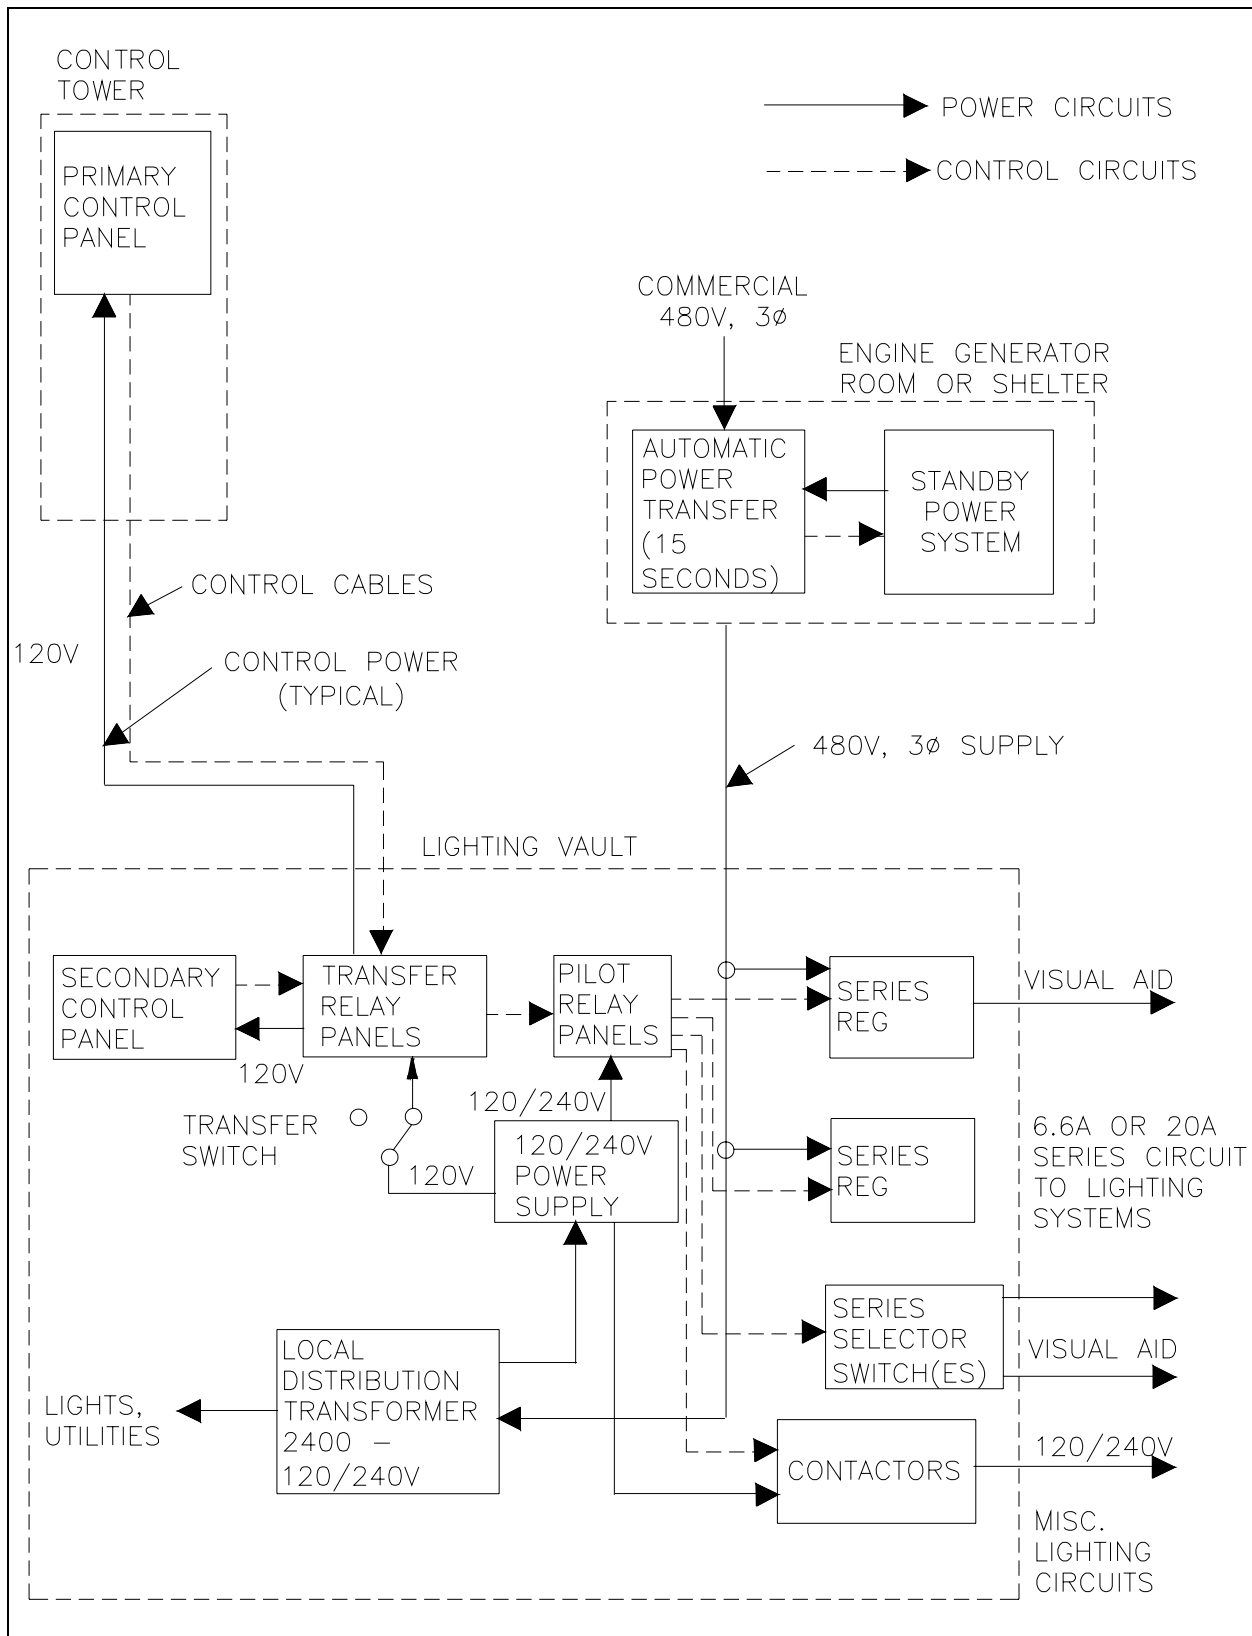 CONTROL
TOWER
PRIMARY
CONTROL
PANEL
POWER CIRCUITS
CONTROL CIRCUITS
COMMERCIAL
480V, 3ø
ENGINE GENERATOR
ROOM OR SHELTER
AUTOMATIC
POWER
TRANSFER
(15
SECONDS)
STANDBY
POWER
SYSTEM
CONTROL CABLES
120V
CONTROL POWER
(TYPICAL)
480V, 3ø SUPPLY
LIGHTING VAULT
SECONDARY
CONTROL
PANEL
TRANSFER
RELAY
PANELS
PILOT
RELAY
PANELS
SERIES
REG
VISUAL AID
120V
120/240V
TRANSFER
SWITCH
120V
120/240V
POWER
SUPPLY
SERIES
REG
6.6A OR 20A
SERIES CIRCUIT
TO LIGHTING
SYSTEMS
SERIES
SELECTOR
SWITCH(ES)
VISUAL AID
LOCAL
DISTRIBUTION
TRANSFORMER
2400 –
120/240V
LIGHTS,
UTILITIES
CONTACTORS
120/240V
MISC.
LIGHTING
CIRCUITS